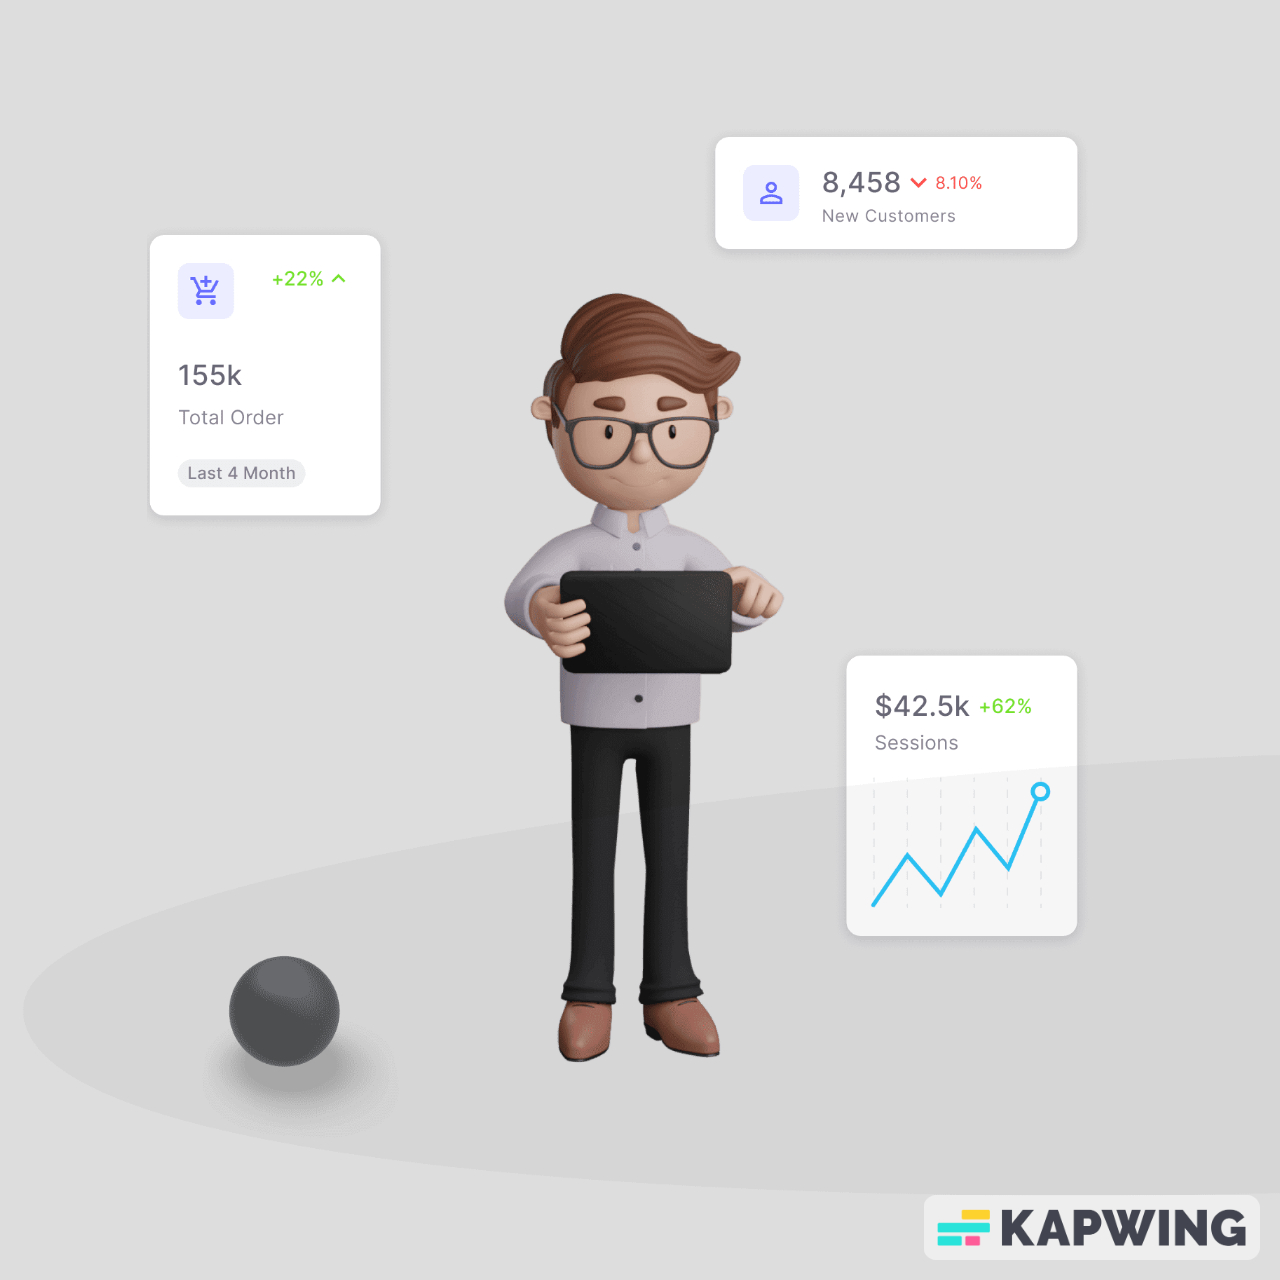 8,458 8.10%
New Customers
+22%
155k
Total Order
Last 4 Month
$42.5k +62%
Sessions
KAPWING